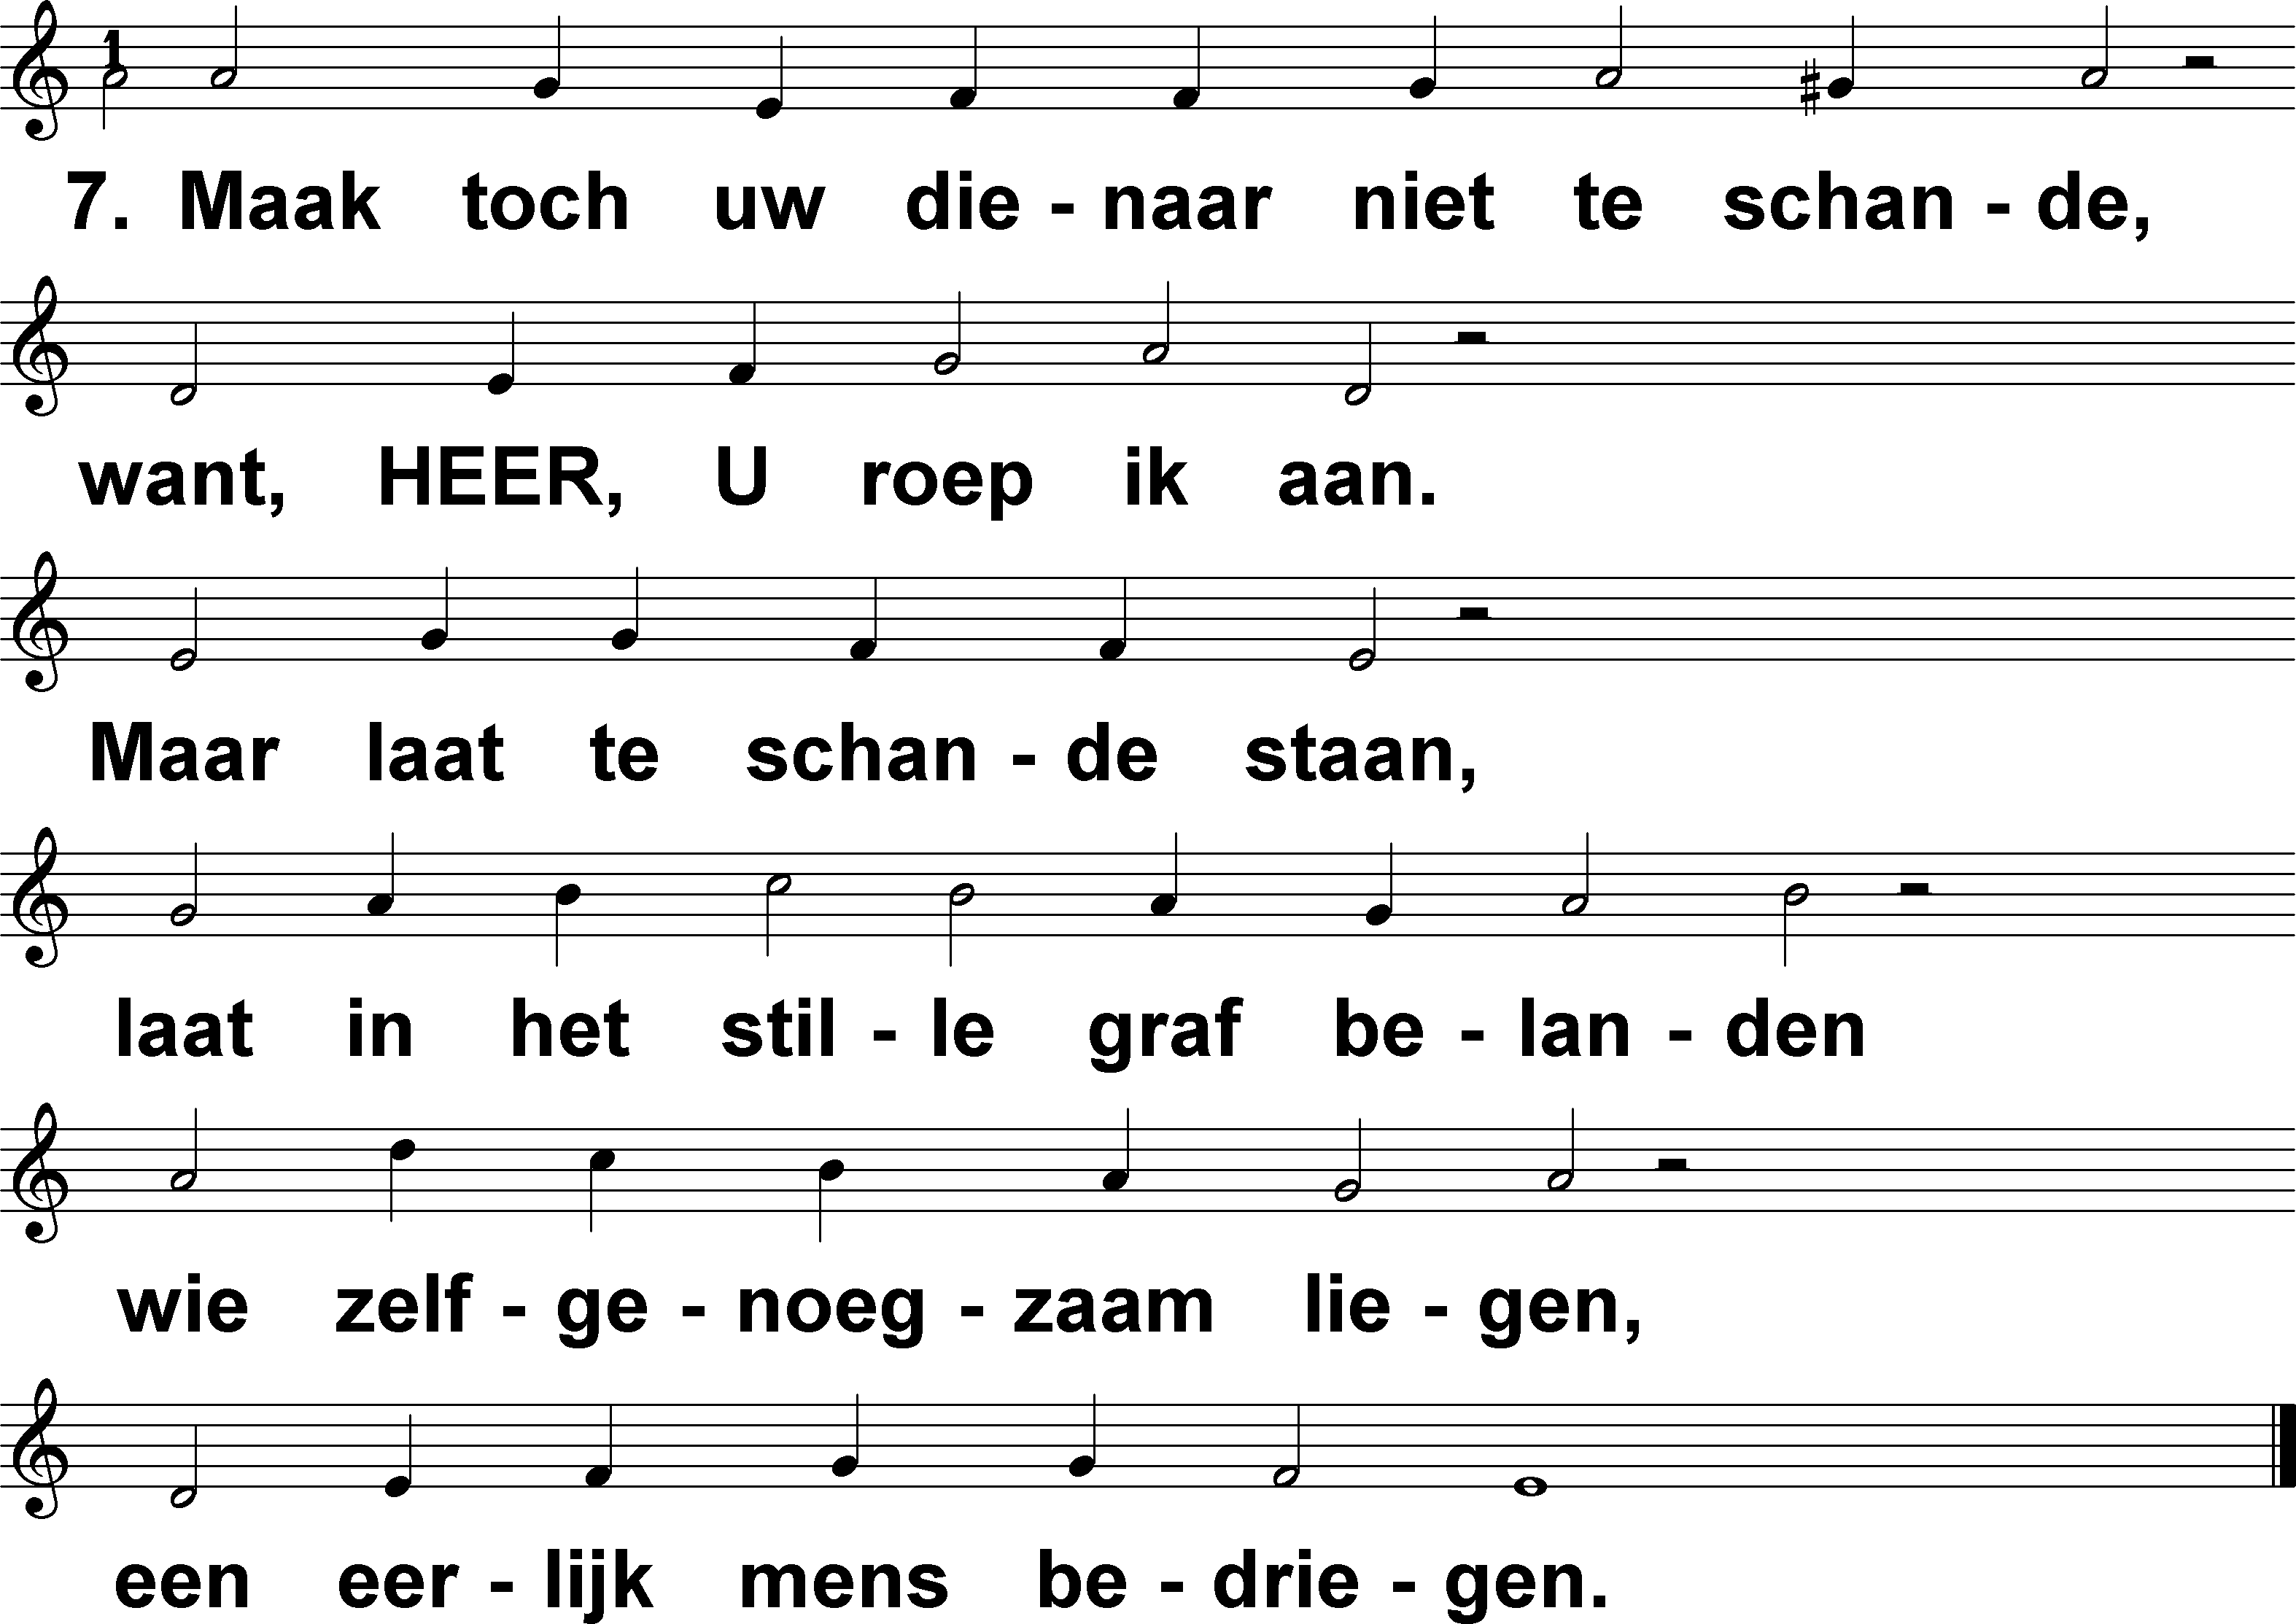 1
7. Maak toch uw die - naar niet te schan - de,
want, HEER, U roep ik aan.
Maar laat te schan - de staan,
laat in het stil - le graf be - lan - den
wie zelf - ge - noeg - zaam lie - gen,
een eer - lijk mens be - drie - gen.